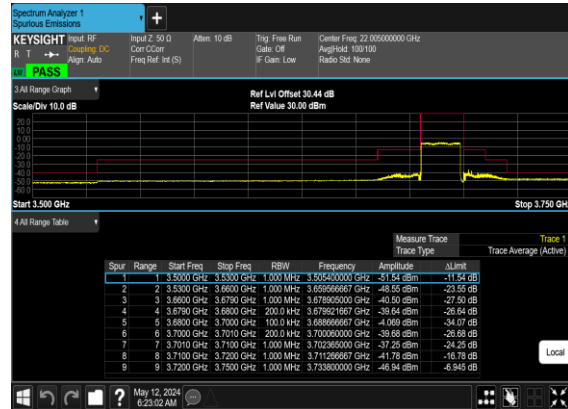 Spectrum Analyzer 1
Spurious Emissions
KEYSIGHT Input: RF Input Z: 50 Ω Atten: 10 dB Trig: Free Run Center Freq: 22.005000000 GHz
R T Coupling: DC Corr CCorr Gate: Off Avg|Hold: 100/100
Align: Auto Freq Ref: Int (S) IF Gain: Low Radio Std: None
LW PASS
3 All Range Graph
Ref Lvl Offset 30.44 dB
Scale/Div 10.0 dB Ref Value 30.00 dBm
20.0
10.0
0.00
-10.0
-20.0
-30.0
-40.0
-50.0
-60.0
Start 3.500 GHz Stop 3.750 GH
4 All Range Table
Measure Trace Trace 1
Trace Type Trace Average (Active)
Spur Range Start Freq Stop Freq RBW Frequency Amplitude ΔLimit
1 1 3.5000 GHz 3.5300 GHz 1.000 MHz 3.505400000 GHz -51.54 dBm -11.54 dB
2 2 3.5300 GHz 3.6600 GHz 1.000 MHz 3.659566667 GHz -48.55 dBm -23.55 dB
3 3 3.6600 GHz 3.6790 GHz 1.000 MHz 3.678905000 GHz -40.50 dBm -27.50 dB
4 4 3.6790 GHz 3.6800 GHz 200.0 kHz 3.679921667 GHz -39.64 dBm -26.64 dB
5 5 3.6800 GHz 3.7000 GHz 100.0 kHz 3.688666667 GHz -4.069 dBm -34.07 dB
6 6 3.7000 GHz 3.7010 GHz 200.0 kHz 3.700060000 GHz -39.68 dBm -26.68 dB
7 7 3.7010 GHz 3.7100 GHz 1.000 MHz 3.702365000 GHz -37.25 dBm -24.25 dB
8 8 3.7100 GHz 3.7200 GHz 1.000 MHz 3.711266667 GHz -41.78 dBm -16.78 dB
9 9 3.7200 GHz 3.7500 GHz 1.000 MHz 3.733800000 GHz -46.94 dBm -6.945 dB
Local
May 12, 2024
6:23:02 AM